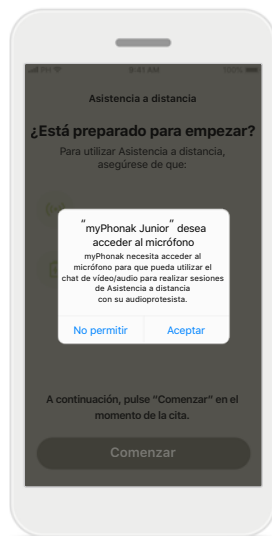 9:41 AM
100%
Asistencia a distancia
¿Está preparado para empezar?
Para utilizar Asistencia a distancia,
asegúrese de que:
"myPhonak Junior" desea
acceder al micrófono
myPhonak necesita acceder al
micrófono para que pueda utilizar el
chat de vídeo/audio para realizar sesiones
de Asistencia a distancia
con su audioprotesista.
No permitir
Aceptar
A continuación, pulse "Comenzar" en el
momento de la cita.
Comenzar